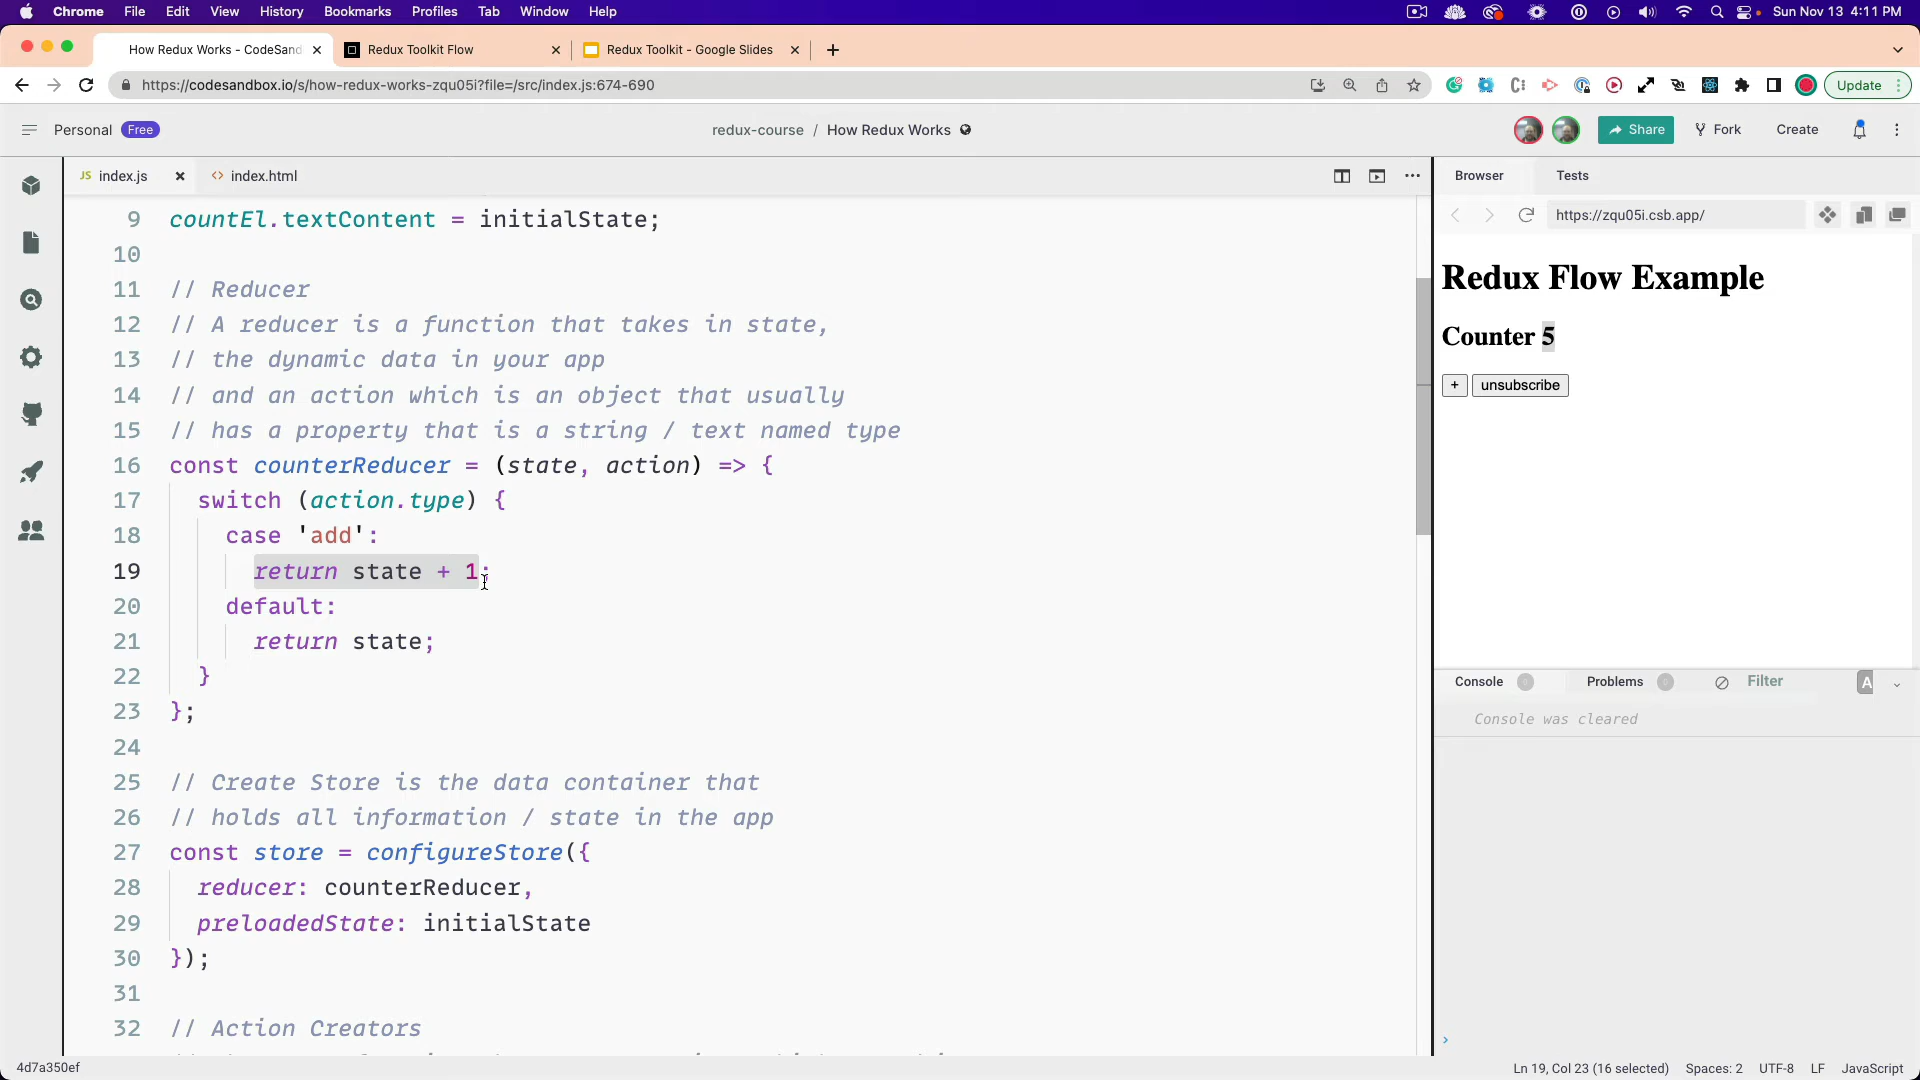 Chrome File Edit View History Bookmarks Profiles Tab Window Help Sun Nov 13 4:11 PM
How Redux Works - CodeSand Redux Toolkit Flow Redux Toolkit - Google Slides
https://codesandbox.io/s/how-redux-works-zqu05i?file=/src/index.js:674-690 Update
Personal Free redux-course / How Redux Works Share Fork Create
JS index.js <> index.html
9 countEl.textContent = initialState;
10
11 // Reducer
12 // A reducer is a function that takes in state,
13 // the dynamic data in your app
14 // and an action which is an object that usually
15 // has a property that is a string / text named type
16 const counterReducer = (state, action) => {
17 switch (action.type) {
18 case 'add':
19 return state + 1;
20 default:
21 return state;
22 }
23 };
24
25 // Create Store is the data container that
26 // holds all information / state in the app
27 const store = configureStore({
28 reducer: counterReducer,
29 preloadedState: initialState
30 });
31
32 // Action Creators
Browser Tests
https://zqu05i.csb.app/
Redux Flow Example
Counter 5
+ unsubscribe
Console 0 Problems 0 Filter A
Console was cleared
4d7a350ef Ln 19, Col 23 (16 selected) Spaces: 2 UTF-8 LF JavaScript